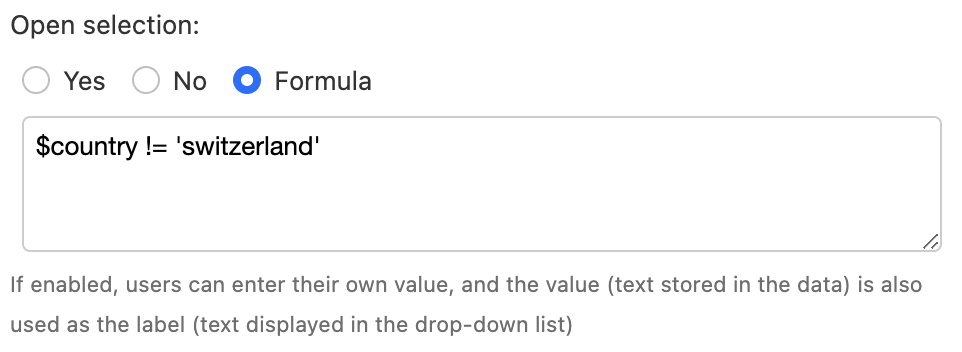 Open selection:
Yes No Formula
$country != 'switzerland'
If enabled, users can enter their own value, and the value (text stored in the data) is also
used as the label (text displayed in the drop-down list)